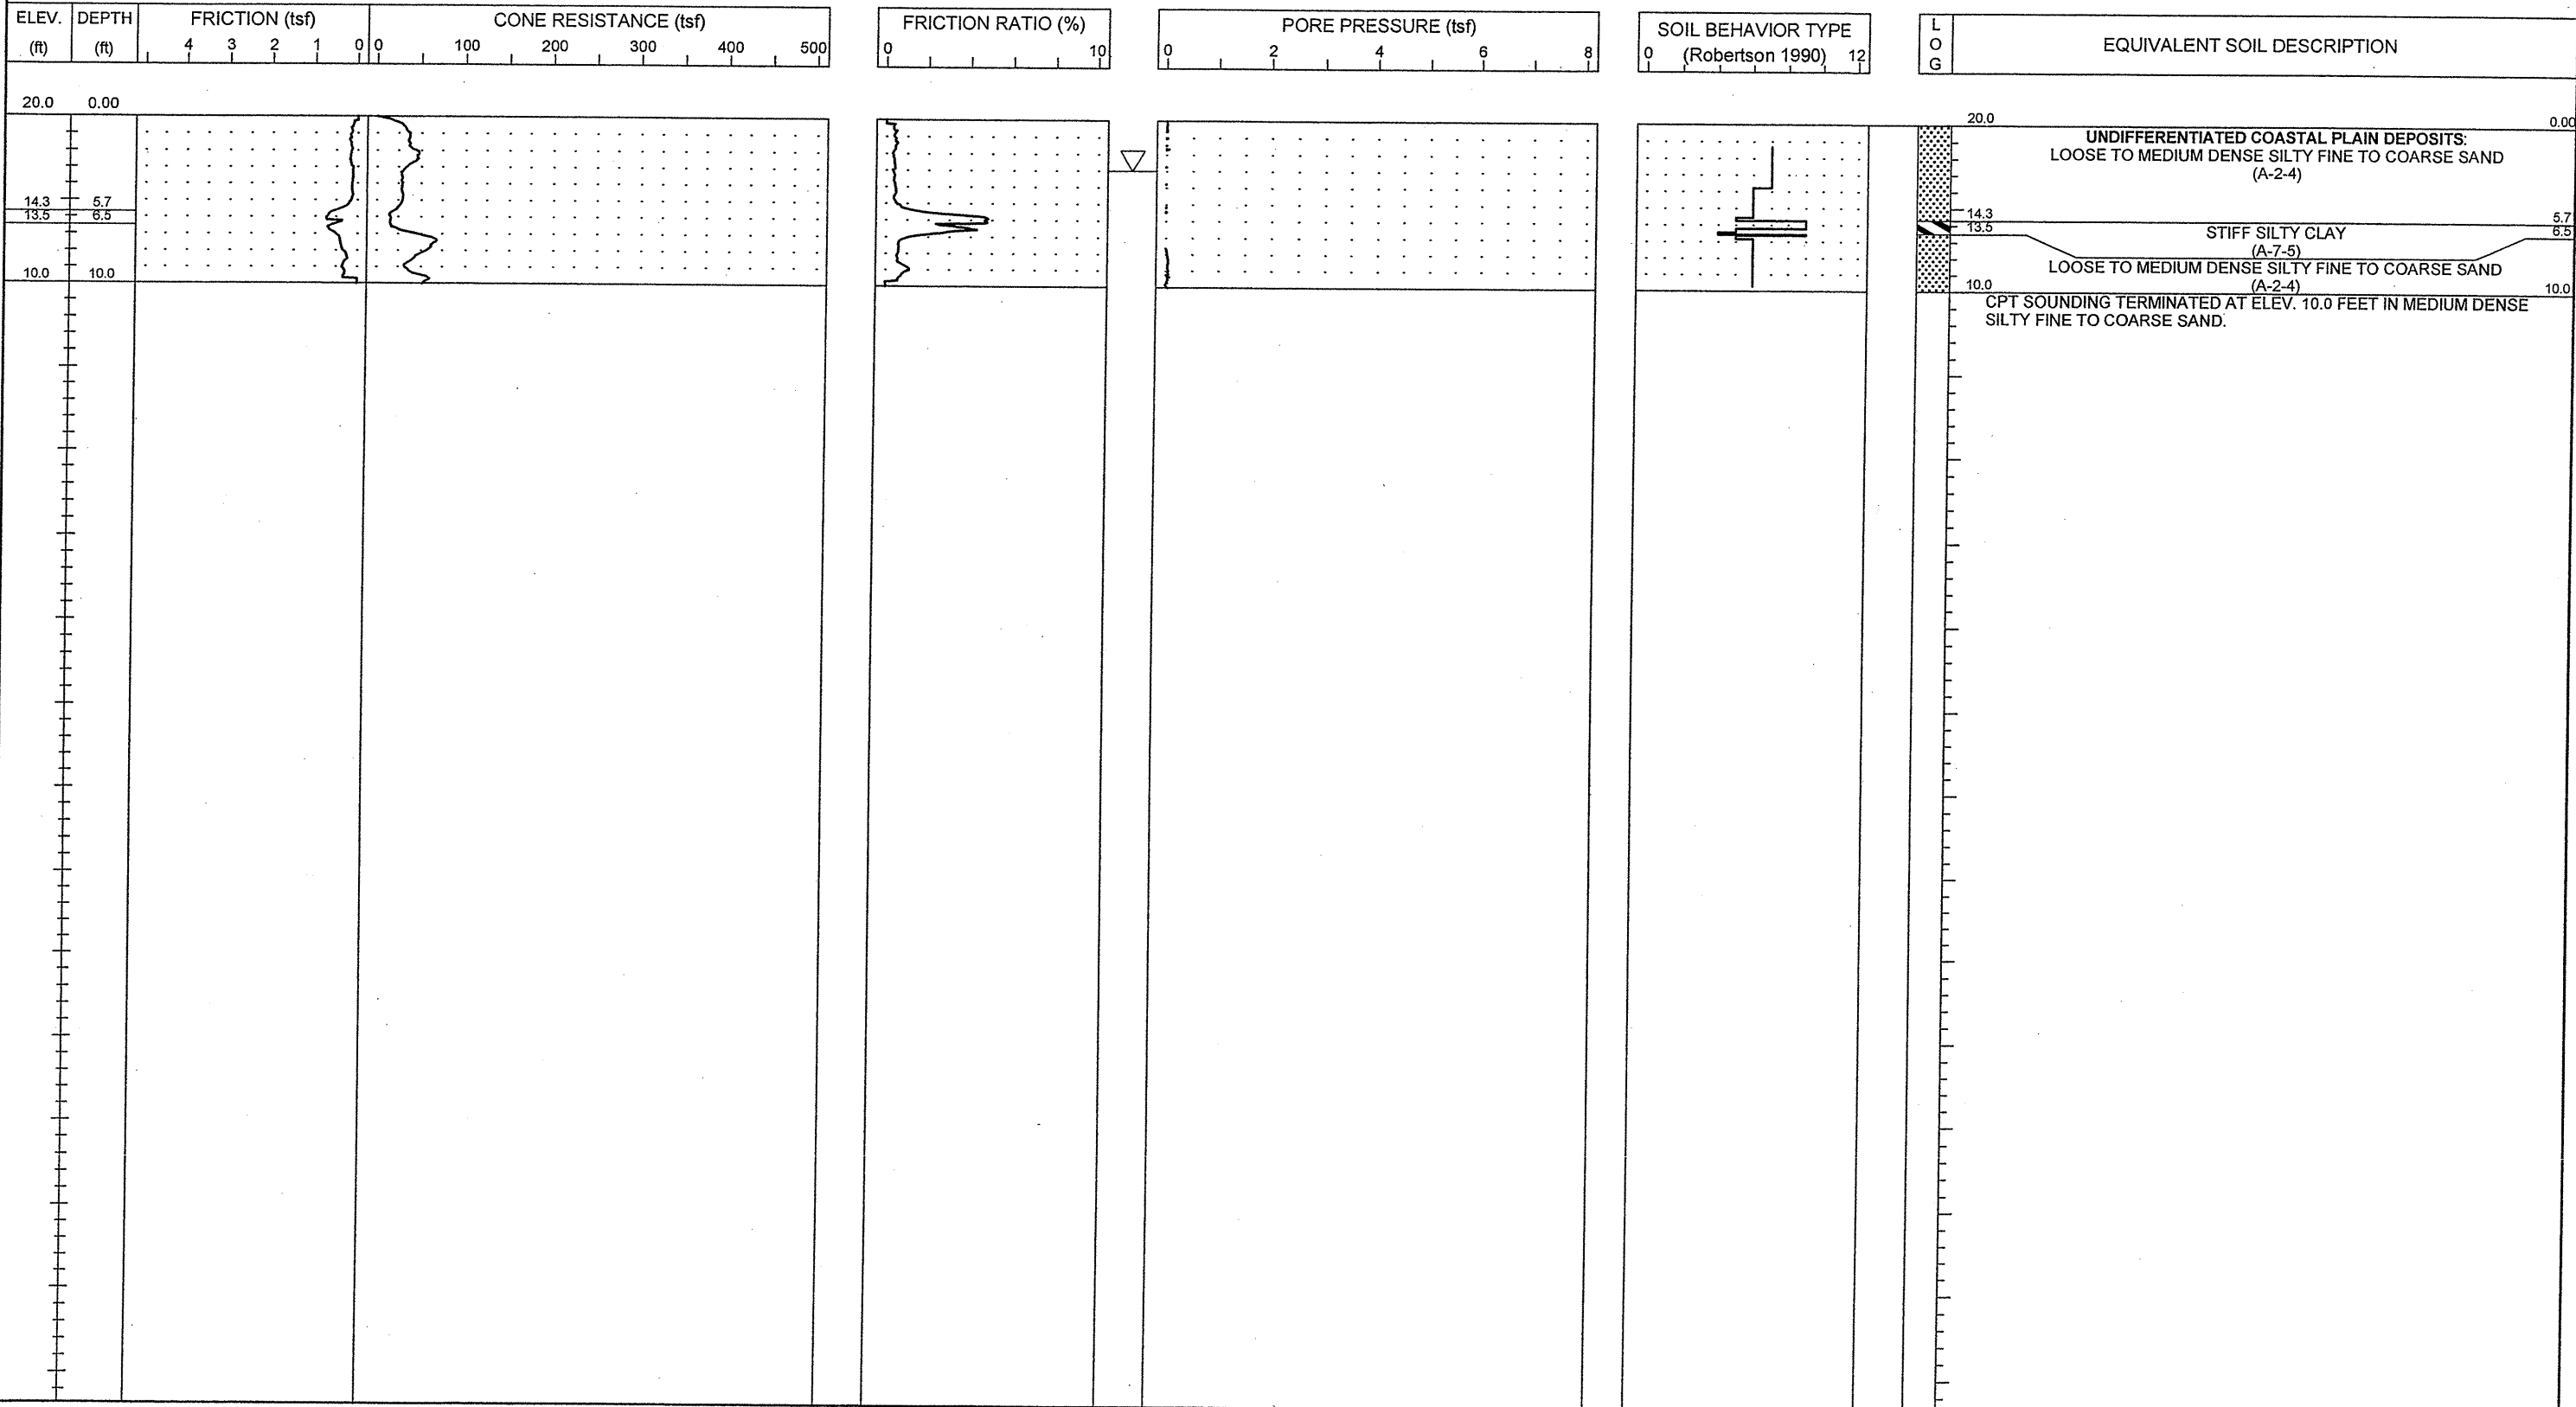 ELEV. DEPTH FRICTION (tsf) CONE RESISTANCE (tsf) FRICTION RATIO (%) PORE PRESSURE (tsf) SOIL BEHAVIOR TYPE L
(ft) (ft) 4 3 2 1 0 0 100 200 300 400 500 0 10 0 2 4 6 8 0 (Robertson 1990) 12 O EQUIVALENT SOIL DESCRIPTION
G
20.0 0.00
20.0 0.00
UNDIFFERENTIATED COASTAL PLAIN DEPOSITS:
LOOSE TO MEDIUM DENSE SILTY FINE TO COARSE SAND
(A-2-4)
14.3 5.7
13.5 6.5
14.3 5.7
13.5 STIFF SILTY CLAY 6.5
(A-7-5)
LOOSE TO MEDIUM DENSE SILTY FINE TO COARSE SAND
10.0 10.0
10.0 (A-2-4) 10.0
CPT SOUNDING TERMINATED AT ELEV. 10.0 FEET IN MEDIUM DENSE
SILTY FINE TO COARSE SAND.